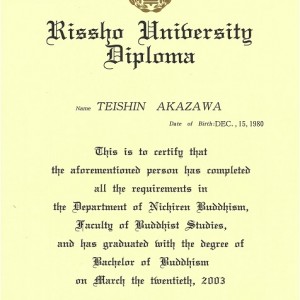 Rissho University
Diploma
Name TEISHIN AKAZAWA
Date of Birth:DEC.,15,1980
This is to certify that
the aforementioned person has completed
all the requirements in
the Department of Nichiren Buddhism,
Faculty of Buddhist Studies,
and has graduated with the degree of
Bachelor of Buddhism
on March the twentieth, 2003